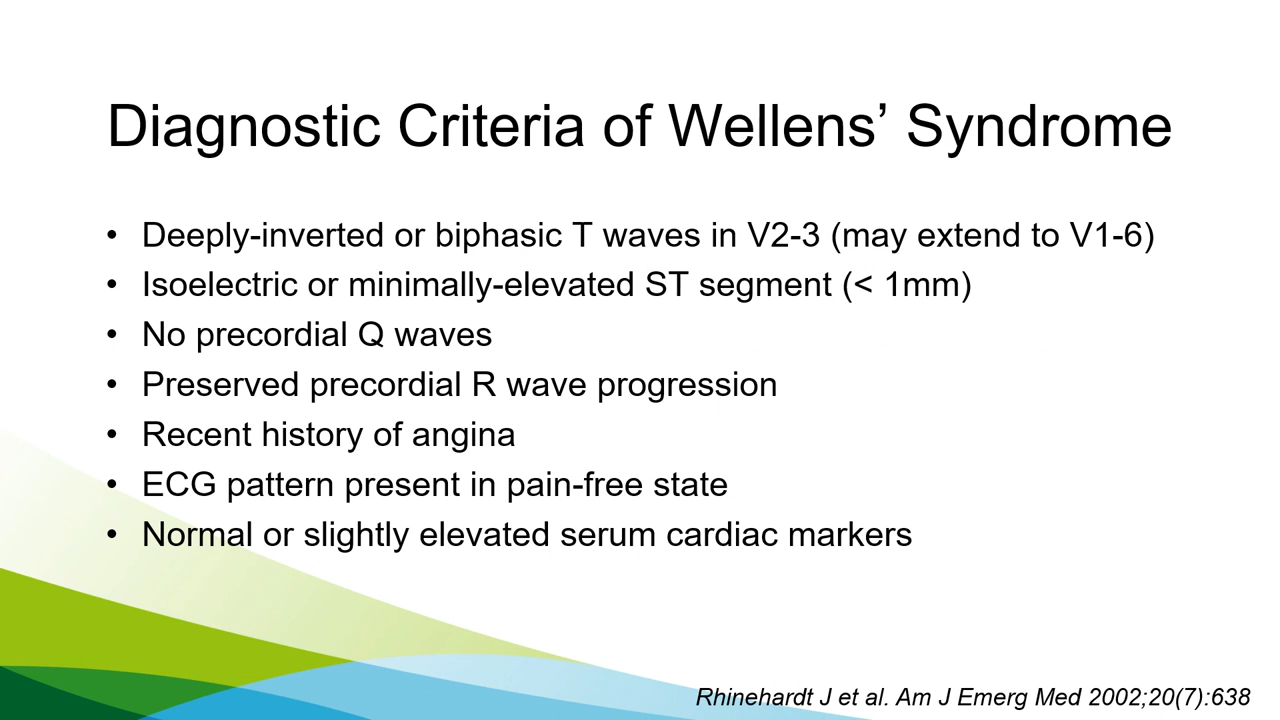 Diagnostic Criteria of Wellens’ Syndrome
• Deeply-inverted or biphasic T waves in V2-3 (may extend to V1-6)
• Isoelectric or minimally-elevated ST segment (< 1mm)
• No precordial Q waves
• Preserved precordial R wave progression
• Recent history of angina
• ECG pattern present in pain-free state
• Normal or slightly elevated serum cardiac markers
Rhinehardt J et al. Am J Emerg Med 2002;20(7):638